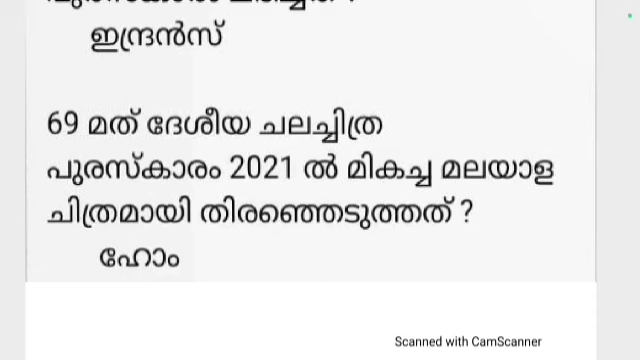 ഇന്ദ്രൻസ്
69 മത് ദേശീയ ചലച്ചിത്ര
പുരസ്കാരം 2021 ൽ മികച്ച മലയാള
ചിത്രമായി തിരഞ്ഞെടുത്തത് ?
ഹോം
Scanned with CamScanner